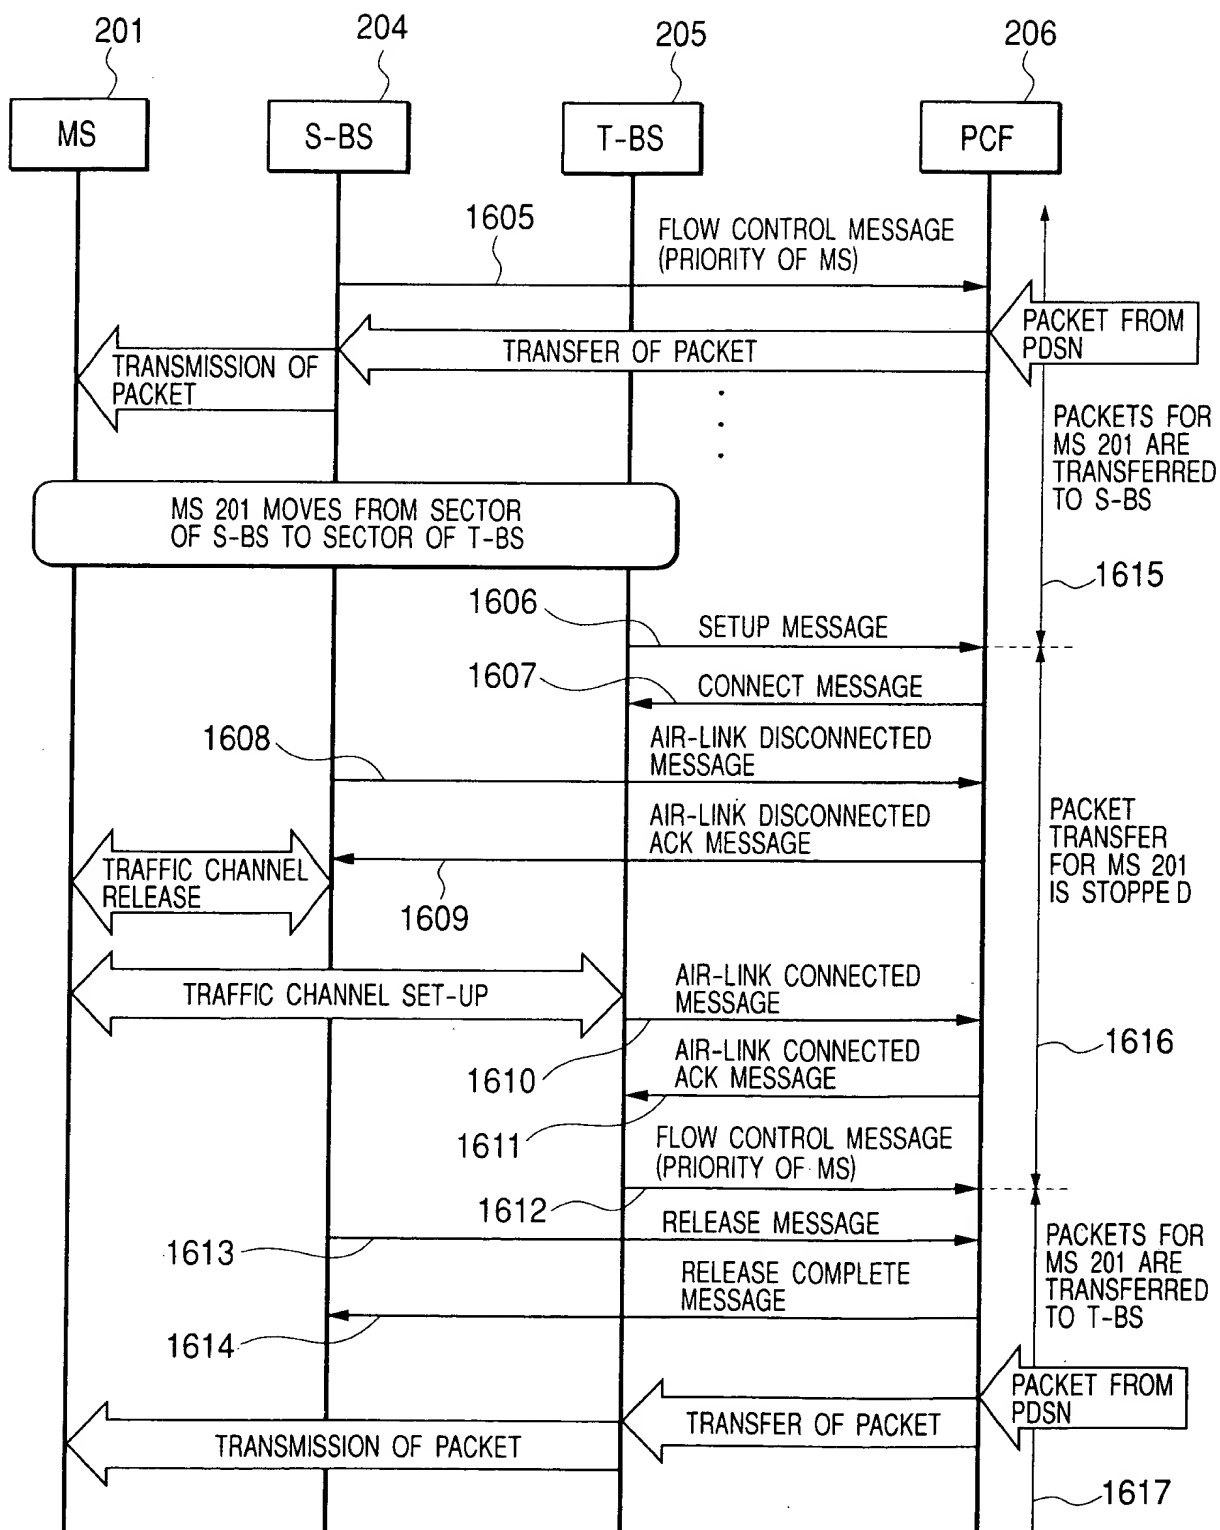 201
204
205
206
MS
S-BS
T-BS
PCF
1605
FLOW CONTROL MESSAGE
(PRIORITY OF MS)
PACKET FROM
PDSN
TRANSFER OF PACKET
TRANSMISSION OF
PACKET
PACKETS FOR
MS 201 ARE
TRANSFERRED
TO S-BS
MS 201 MOVES FROM SECTOR
OF S-BS TO SECTOR OF T-BS
1615
1606
SETUP MESSAGE
1607
CONNECT MESSAGE
1608
AIR-LINK DISCONNECTED
MESSAGE
AIR-LINK DISCONNECTED
ACK MESSAGE
PACKET
TRANSFER
FOR MS 201
IS STOPPED
TRAFFIC CHANNEL
RELEASE
1609
TRAFFIC CHANNEL SET-UP
AIR-LINK CONNECTED
MESSAGE
1616
1610
AIR-LINK CONNECTED
ACK MESSAGE
1611
FLOW CONTROL MESSAGE
(PRIORITY OF MS)
1612
RELEASE MESSAGE
1613
PACKETS FOR
MS 201 ARE
TRANSFERRED
TO T-BS
RELEASE COMPLETE
MESSAGE
1614
PACKET FROM
PDSN
TRANSFER OF PACKET
TRANSMISSION OF PACKET
1617